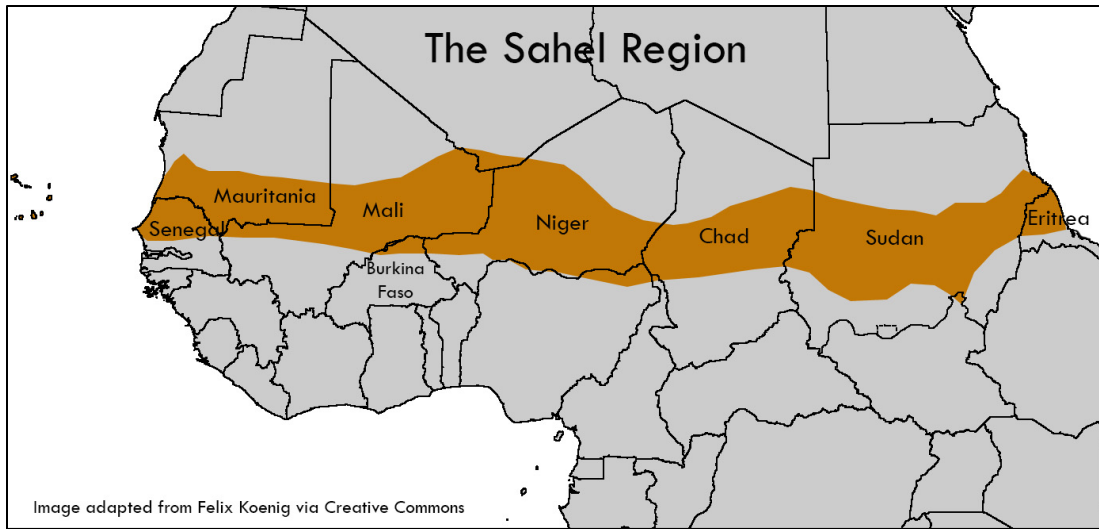 The Sahel Region
Mauritania
Mali
Senegal
Niger
Chad
Sudan
Eritrea
Burkina
Faso
Image adapted from Felix Koenig via Creative Commons